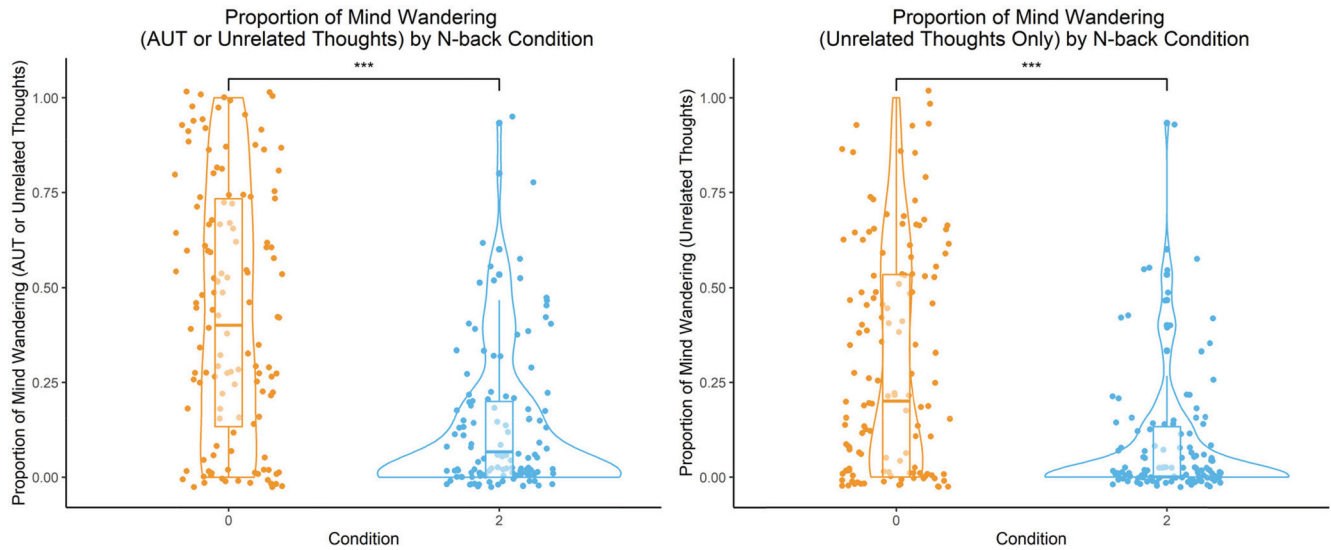 Proportion of Mind Wandering
(AUT or Unrelated Thoughts) by N-back Condition
***
Proportion of Mind Wandering (AUT or Unrelated Thoughts)
1.00
0.75
0.50
0.25
0.00
0
2
Condition
Proportion of Mind Wandering
(Unrelated Thoughts Only) by N-back Condition
***
Proportion of Mind Wandering (Unrelated Thoughts)
1.00
0.75
0.50
0.25
0.00
0
2
Condition